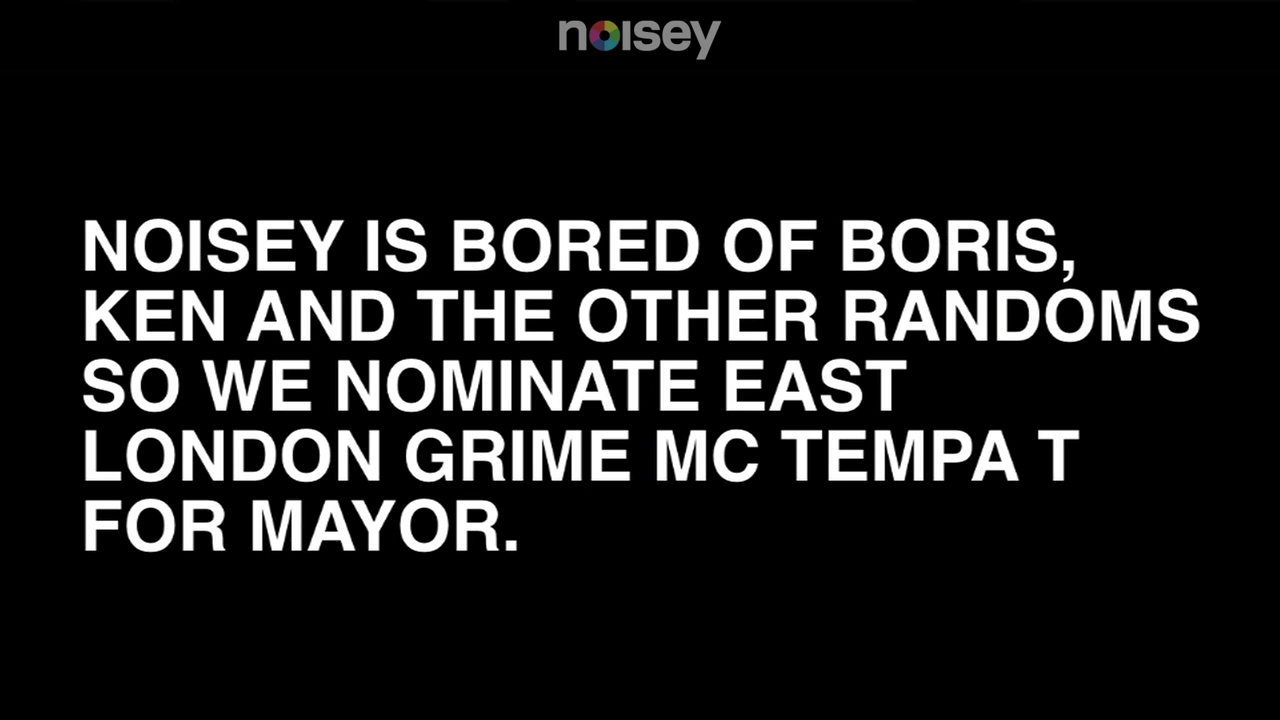 noisey
NOISEY IS BORED OF BORIS,
KEN AND THE OTHER RANDOMS
SO WE NOMINATE EAST
LONDON GRIME MC TEMPA T
FOR MAYOR.